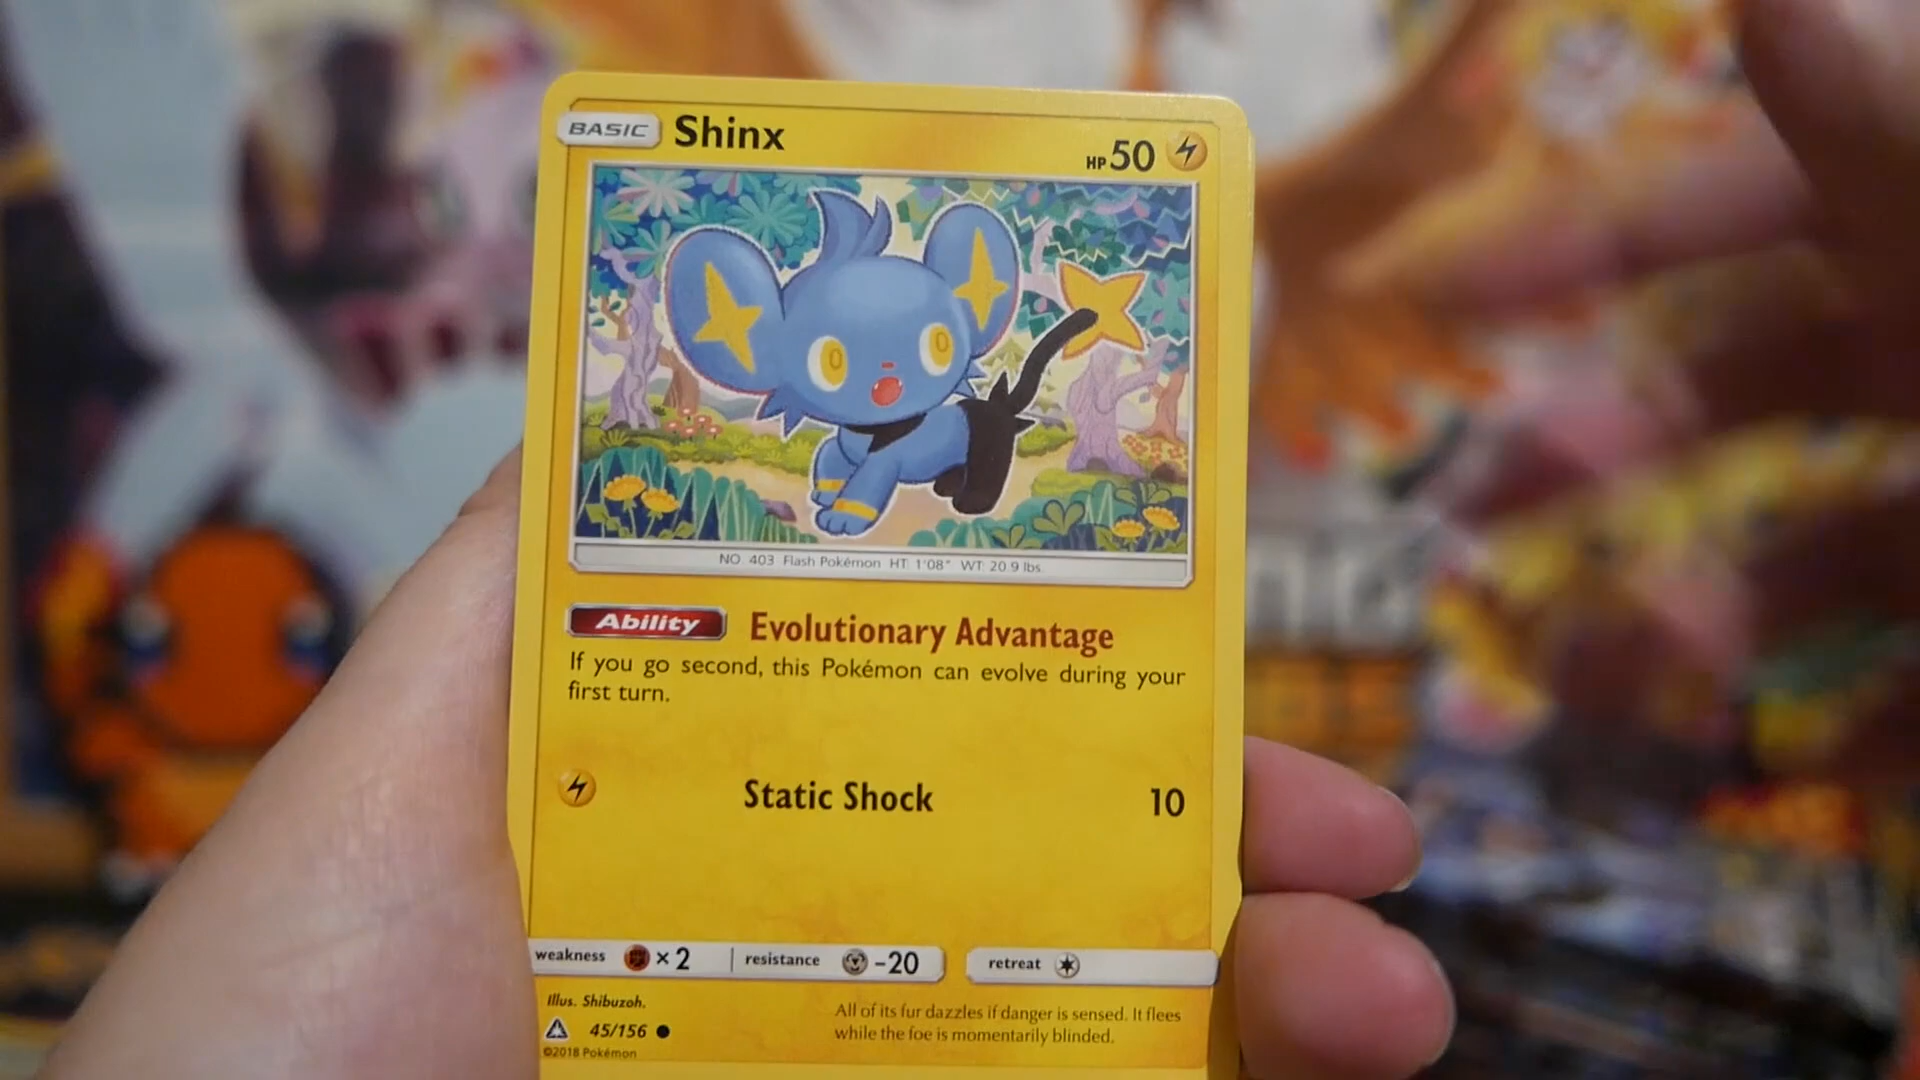 BASIC Shinx HP 50
NO. 403 Flash Pokémon HT: 1'08" WT: 20.9 lbs.
Ability Evolutionary Advantage
If you go second, this Pokémon can evolve during your
first turn.
Static Shock 10
weakness ×2 resistance -20 retreat
Illus. Shibuzoh.
45/156
©2018 Pokémon
All of its fur dazzles if danger is sensed. It flees
while the foe is momentarily blinded.